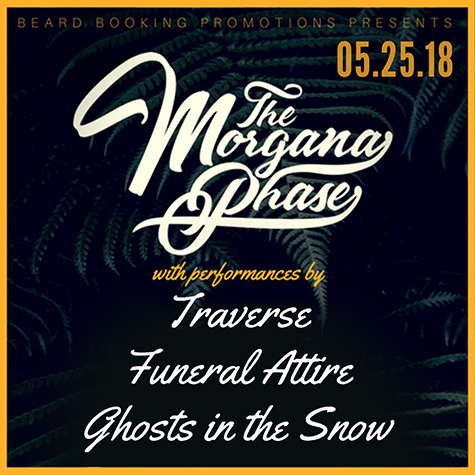 BEARD BOOKING PROMOTIONS PRESENTS
05.25.18
The
Morgana
Phase
with performances by
Traverse
Funeral Attire
Ghosts in the Snow